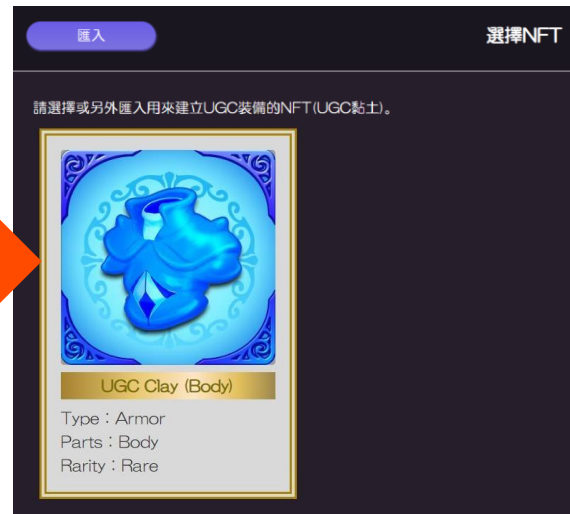 匯入
選擇NFT
請選擇或另外匯入用來建立UGC裝備的NFT(UGC黏土)。
UGC Clay (Body)
Type：Armor
Parts：Body
Rarity：Rare